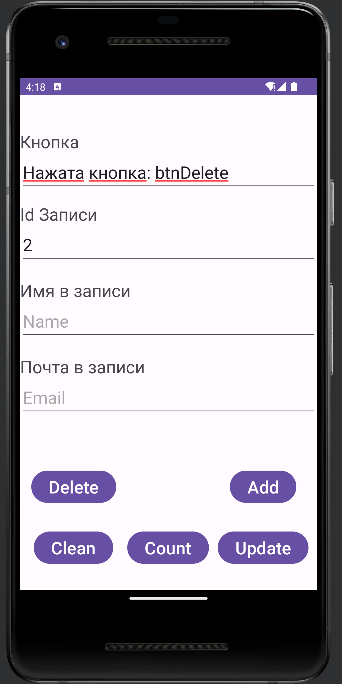 4:18
Кнопка
Нажата кнопка: btnDelete
Id Записи
2
Имя в записи
Name
Почта в записи
Email
Delete Add
Clean Count Update